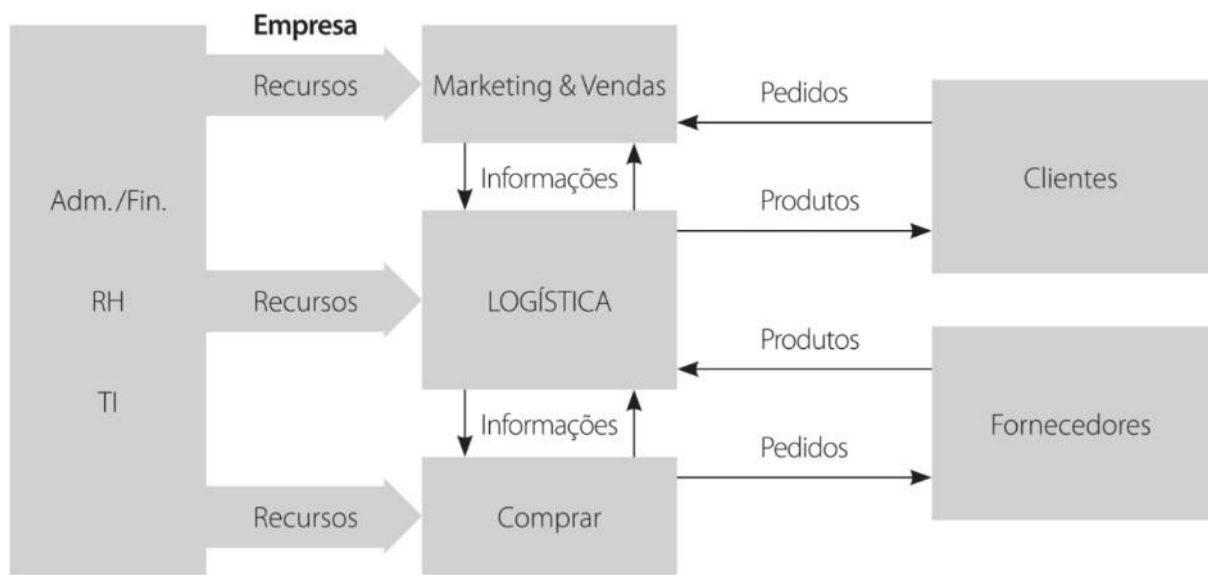 Empresa
Recursos
Marketing & Vendas
Pedidos
Informações
Clientes
Adm./Fin.
Produtos
RH
Recursos
LOGÍSTICA
Produtos
TI
Informações
Fornecedores
Pedidos
Recursos
Comprar